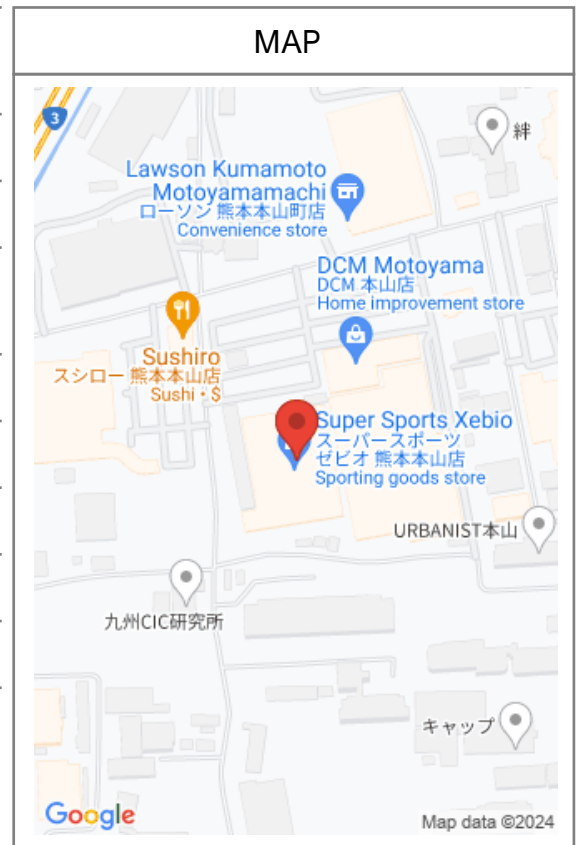 MAP
3
絆
Lawson Kumamoto
Motoyamamachi
ローソン 熊本本山町店
Convenience store
DCM Motoyama
DCM 本山店
Home improvement store
Sushiro
スシロー 熊本本山店
Sushi・$
Super Sports Xebio
スーパースポーツ
ゼビオ 熊本本山店
Sporting goods store
URBANIST本山
九州CIC研究所
キャップ
Google
Map data ©2024